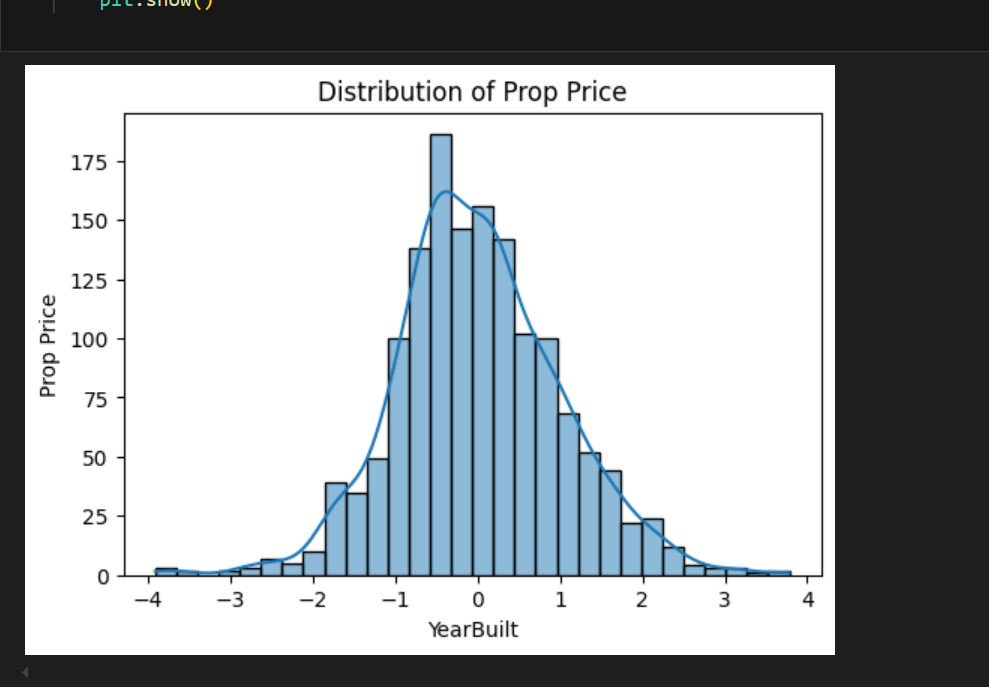 plt.show()
Distribution of Prop Price
Prop Price
175
150
125
100
75
50
25
0
−4 −3 −2 −1 0 1 2 3 4
YearBuilt